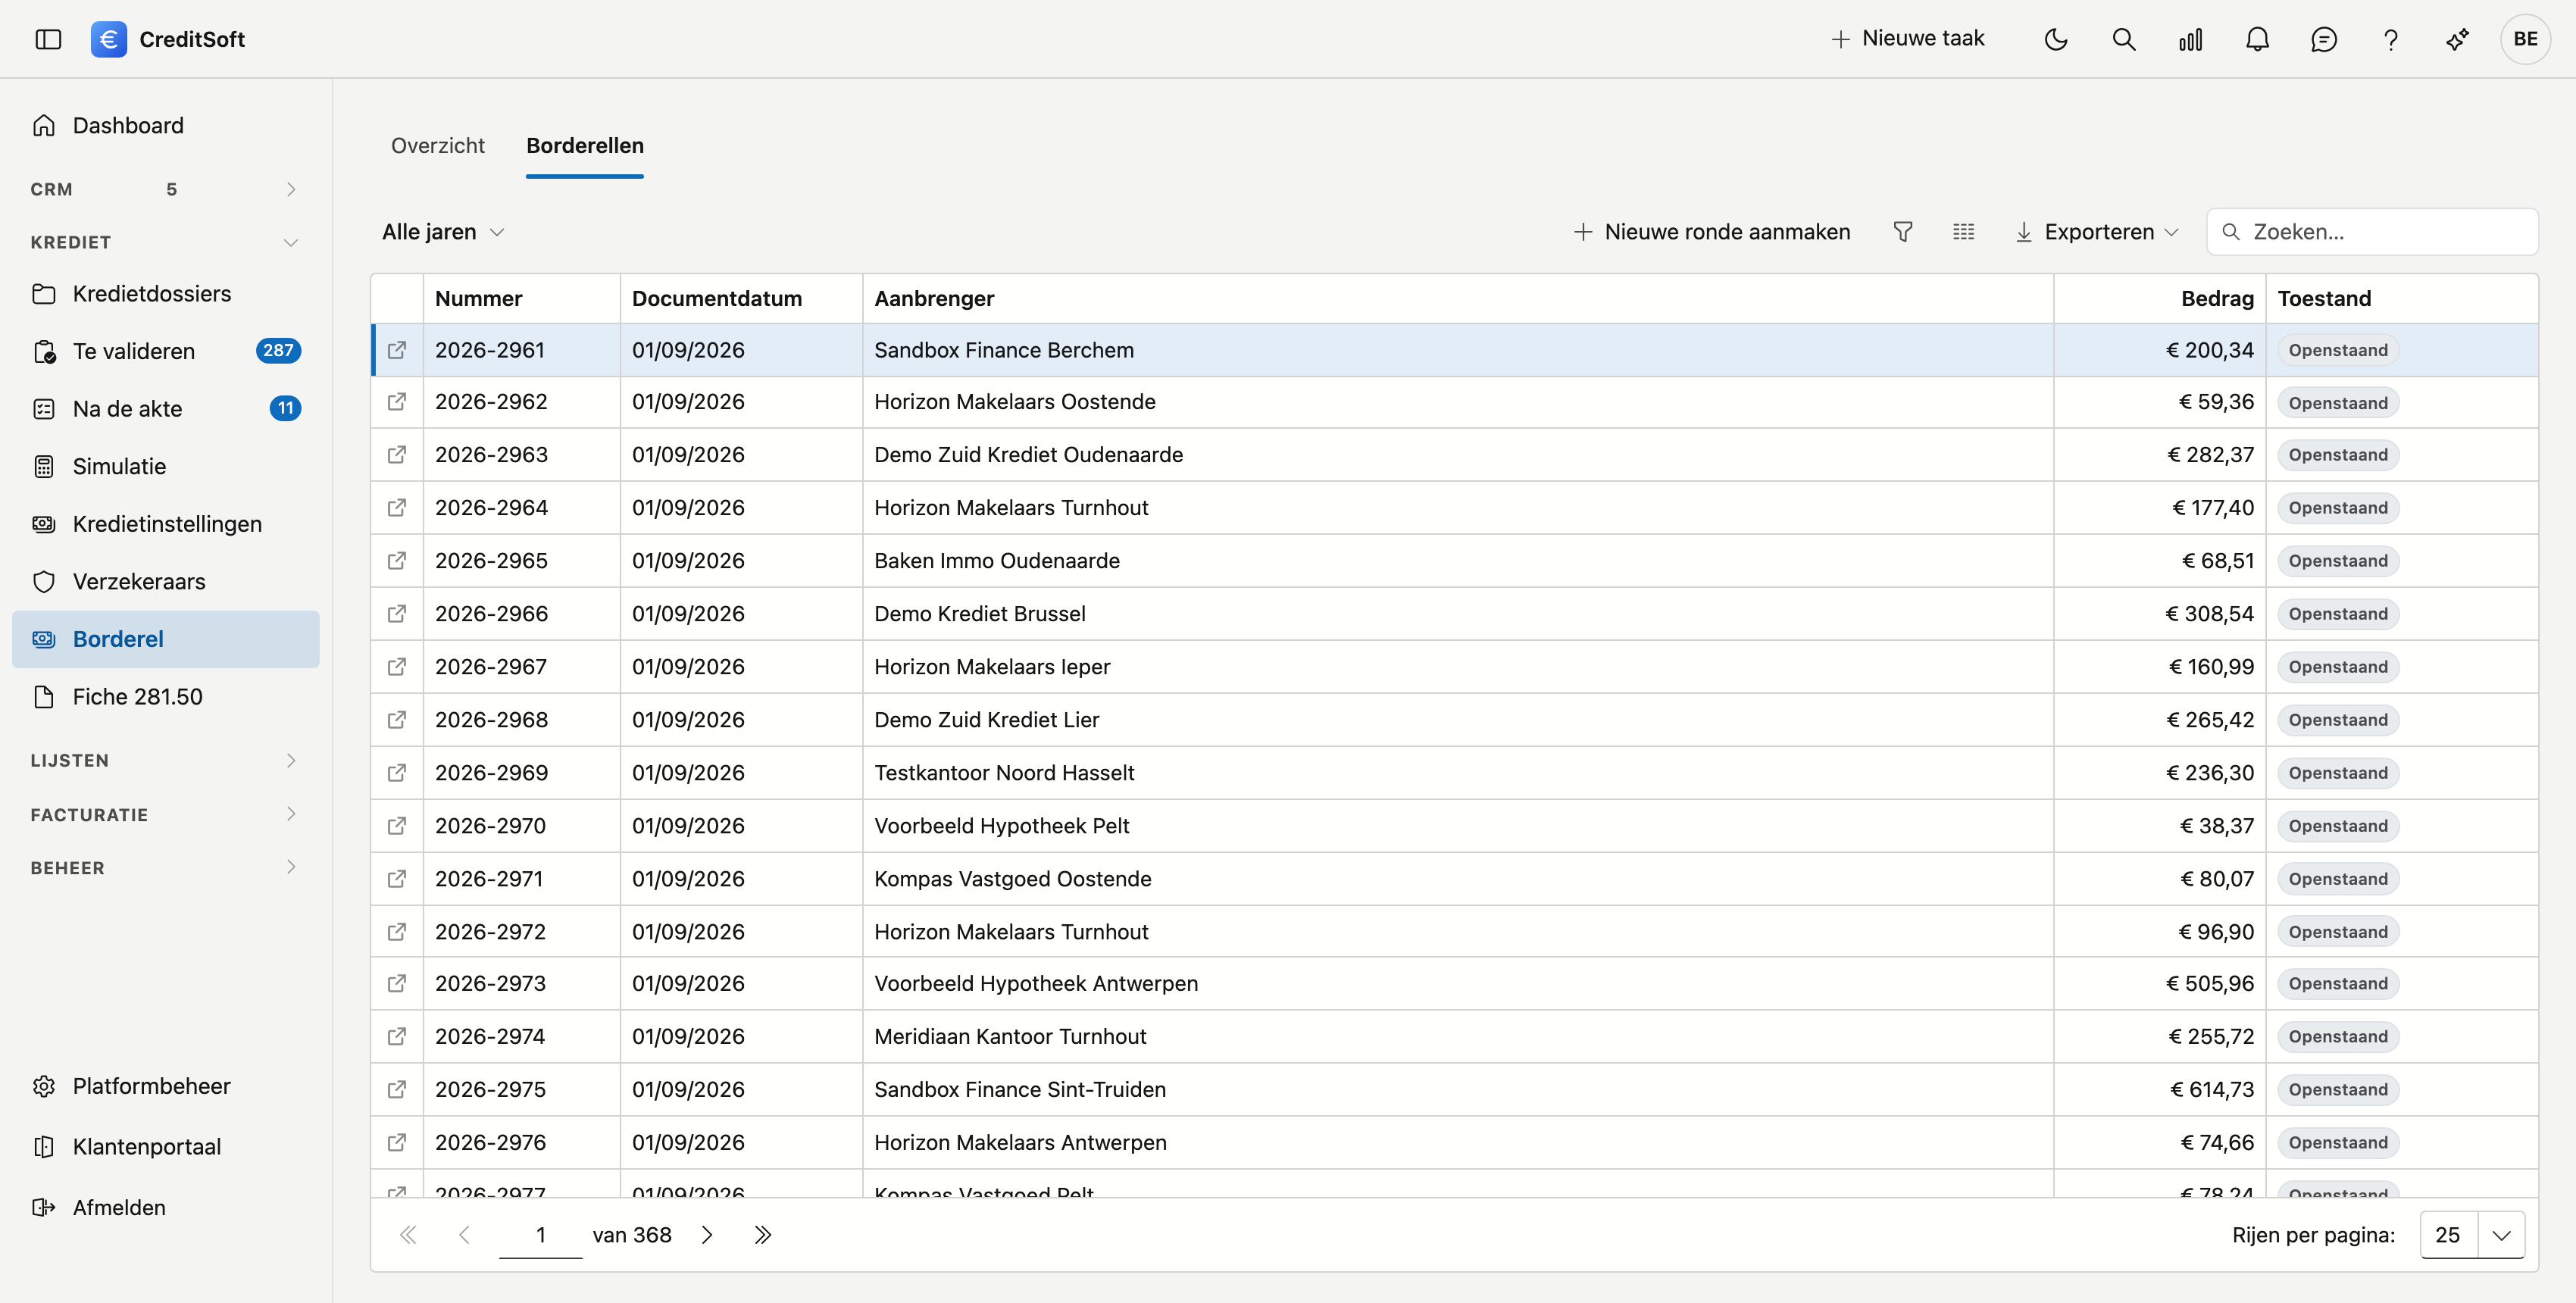 € CreditSoft
Nieuwe taak
BE
Dashboard
CRM 5
KREDIET
Kredietdossiers
Te valideren 287
Na de akte 11
Simulatie
Kredietinstellingen
Verzekeraars
Borderel
Fiche 281.50
LIJSTEN
FACTURATIE
BEHEER
Platformbeheer
Klantenportaal
Afmelden
Overzicht Borderellen
Alle jaren
Nieuwe ronde aanmaken
Exporteren
Zoeken...
Nummer Documentdatum Aanbrenger Bedrag Toestand
2026-2961 01/09/2026 Sandbox Finance Berchem € 200,34 Openstaand
2026-2962 01/09/2026 Horizon Makelaars Oostende € 59,36 Openstaand
2026-2963 01/09/2026 Demo Zuid Krediet Oudenaarde € 282,37 Openstaand
2026-2964 01/09/2026 Horizon Makelaars Turnhout € 177,40 Openstaand
2026-2965 01/09/2026 Baken Immo Oudenaarde € 68,51 Openstaand
2026-2966 01/09/2026 Demo Krediet Brussel € 308,54 Openstaand
2026-2967 01/09/2026 Horizon Makelaars Ieper € 160,99 Openstaand
2026-2968 01/09/2026 Demo Zuid Krediet Lier € 265,42 Openstaand
2026-2969 01/09/2026 Testkantoor Noord Hasselt € 236,30 Openstaand
2026-2970 01/09/2026 Voorbeeld Hypotheek Pelt € 38,37 Openstaand
2026-2971 01/09/2026 Kompas Vastgoed Oostende € 80,07 Openstaand
2026-2972 01/09/2026 Horizon Makelaars Turnhout € 96,90 Openstaand
2026-2973 01/09/2026 Voorbeeld Hypotheek Antwerpen € 505,96 Openstaand
2026-2974 01/09/2026 Meridiaan Kantoor Turnhout € 255,72 Openstaand
2026-2975 01/09/2026 Sandbox Finance Sint-Truiden € 614,73 Openstaand
2026-2976 01/09/2026 Horizon Makelaars Antwerpen € 74,66 Openstaand
2026-2977 01/09/2026 Kompas Vastgoed Pelt € 78,24 Openstaand
1 van 368
Rijen per pagina: 25